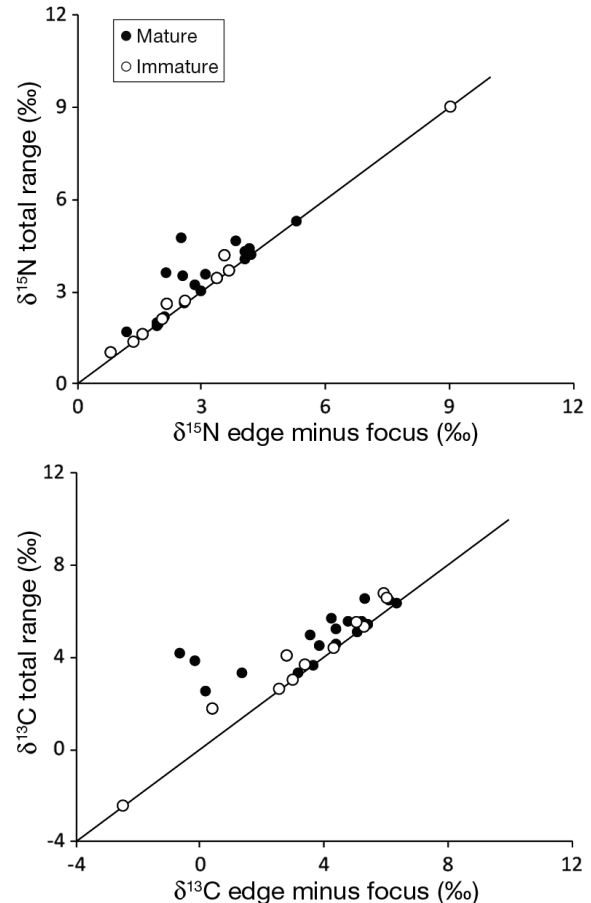 12
9
6
3
0
δ¹⁵N total range (‰)
Mature
Immature
0 3 6 9 12
δ¹⁵N edge minus focus (‰)
12
8
4
0
-4
δ¹³C total range (‰)
-4 0 4 8 12
δ¹³C edge minus focus (‰)